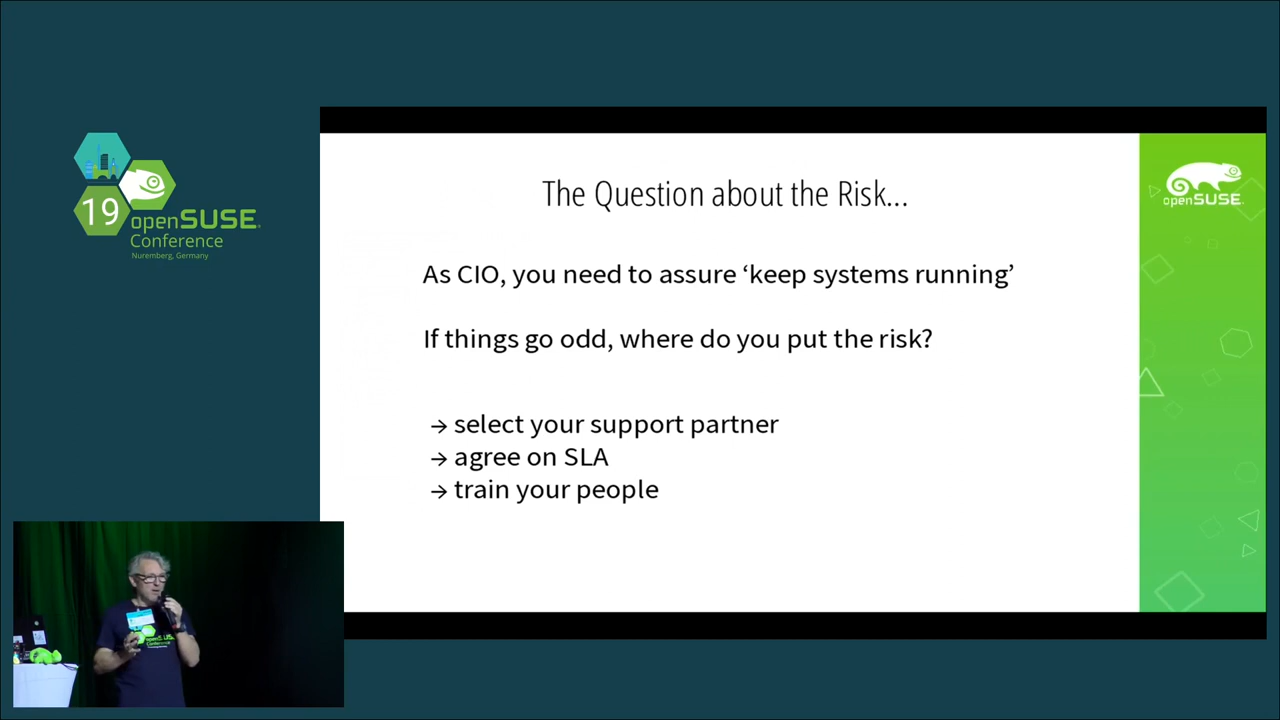 19
openSUSE
Conference
Nuremberg, Germany
The Question about the Risk...
As CIO, you need to assure ‘keep systems running’
If things go odd, where do you put the risk?
→ select your support partner
→ agree on SLA
→ train your people
openSUSE
openSUSE
Conference